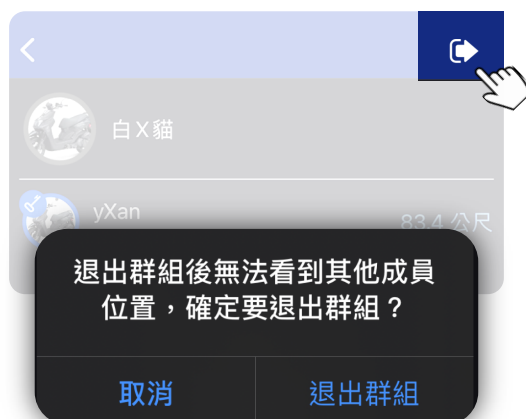 白X貓
yXan
83.4 公尺
退出群組後無法看到其他成員
位置，確定要退出群組？
取消
退出群組